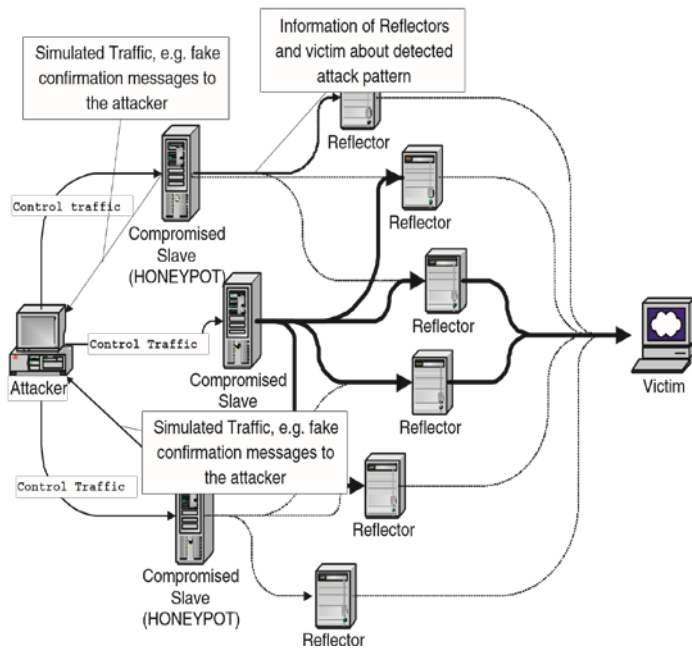 Simulated Traffic, e.g. fake
confirmation messages to
the attacker
Information of Reflectors
and victim about detected
attack pattern
Reflector
Control traffic
Compromised
Slave
(HONEYPOT)
Reflector
Reflector
Control Traffic
Attacker
Compromised
Slave
Victim
Reflector
Simulated Traffic, e.g. fake
confirmation messages to
the attacker
Control Traffic
Reflector
Compromised
Slave
(HONEYPOT)
Reflector